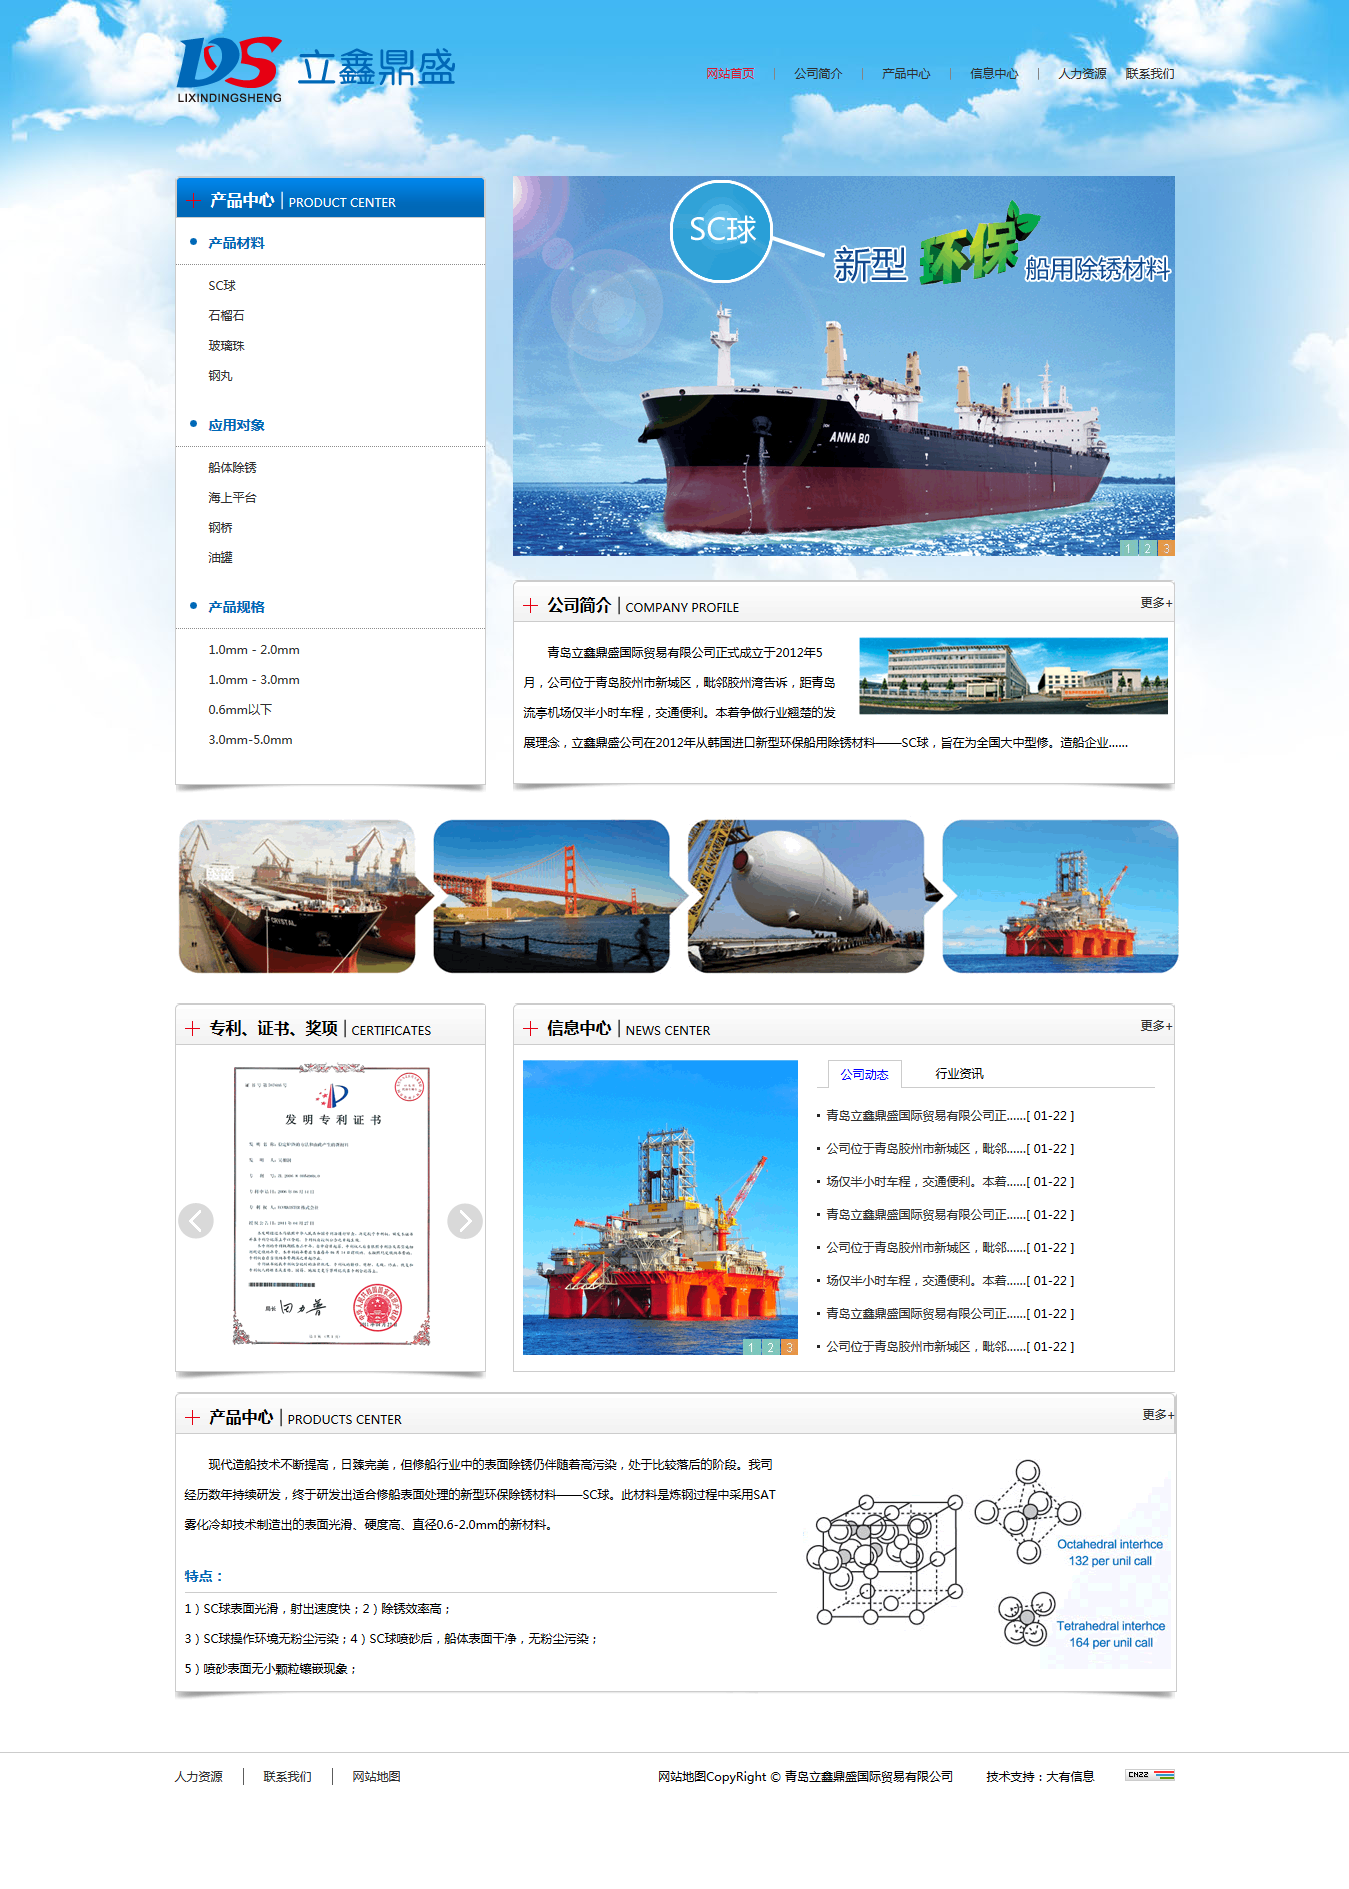 立鑫鼎盛
LIXINDINGSHENG
网站首页 | 公司简介 | 产品中心 | 信息中心 | 人力资源 联系我们
产品中心 | PRODUCT CENTER
产品材料
SC球
石榴石
玻璃珠
钢丸
应用对象
船体除锈
海上平台
钢桥
油罐
产品规格
1.0mm - 2.0mm
1.0mm - 3.0mm
0.6mm以下
3.0mm-5.0mm
SC球
新型 环保 船用除锈材料
ANNA BO
1 2 3
公司简介 | COMPANY PROFILE
更多+
青岛立鑫鼎盛国际贸易有限公司正式成立于2012年5
月，公司位于青岛胶州市新城区，毗邻胶州湾告诉，距青岛
流亭机场仅半小时车程，交通便利。本着争做行业翘楚的发
展理念，立鑫鼎盛公司在2012年从韩国进口新型环保船用除锈材料——SC球，旨在为全国大中型修。造船企业......
CRYSTAL
专利、证书、奖项 | CERTIFICATES
发明专利证书
信息中心 | NEWS CENTER
更多+
1 2 3
公司动态 行业资讯
青岛立鑫鼎盛国际贸易有限公司正......[ 01-22 ]
公司位于青岛胶州市新城区，毗邻......[ 01-22 ]
场仅半小时车程，交通便利。本着......[ 01-22 ]
青岛立鑫鼎盛国际贸易有限公司正......[ 01-22 ]
公司位于青岛胶州市新城区，毗邻......[ 01-22 ]
场仅半小时车程，交通便利。本着......[ 01-22 ]
青岛立鑫鼎盛国际贸易有限公司正......[ 01-22 ]
公司位于青岛胶州市新城区，毗邻......[ 01-22 ]
产品中心 | PRODUCTS CENTER
更多+
现代造船技术不断提高，日臻完美，但修船行业中的表面除锈仍伴随着高污染，处于比较落后的阶段。我司
经历数年持续研发，终于研发出适合修船表面处理的新型环保除锈材料——SC球。此材料是炼钢过程中采用SAT
雾化冷却技术制造出的表面光滑、硬度高、直径0.6-2.0mm的新材料。
特点：
1）SC球表面光滑，射出速度快；2）除锈效率高；
3）SC球操作环境无粉尘污染；4）SC球喷砂后，船体表面干净，无粉尘污染；
5）喷砂表面无小颗粒镶嵌现象；
Octahedral interhce
132 per unil call
Tetrahedral interhce
164 per unil call
人力资源 | 联系我们 | 网站地图
网站地图CopyRight © 青岛立鑫鼎盛国际贸易有限公司 技术支持：大有信息
CNZZ